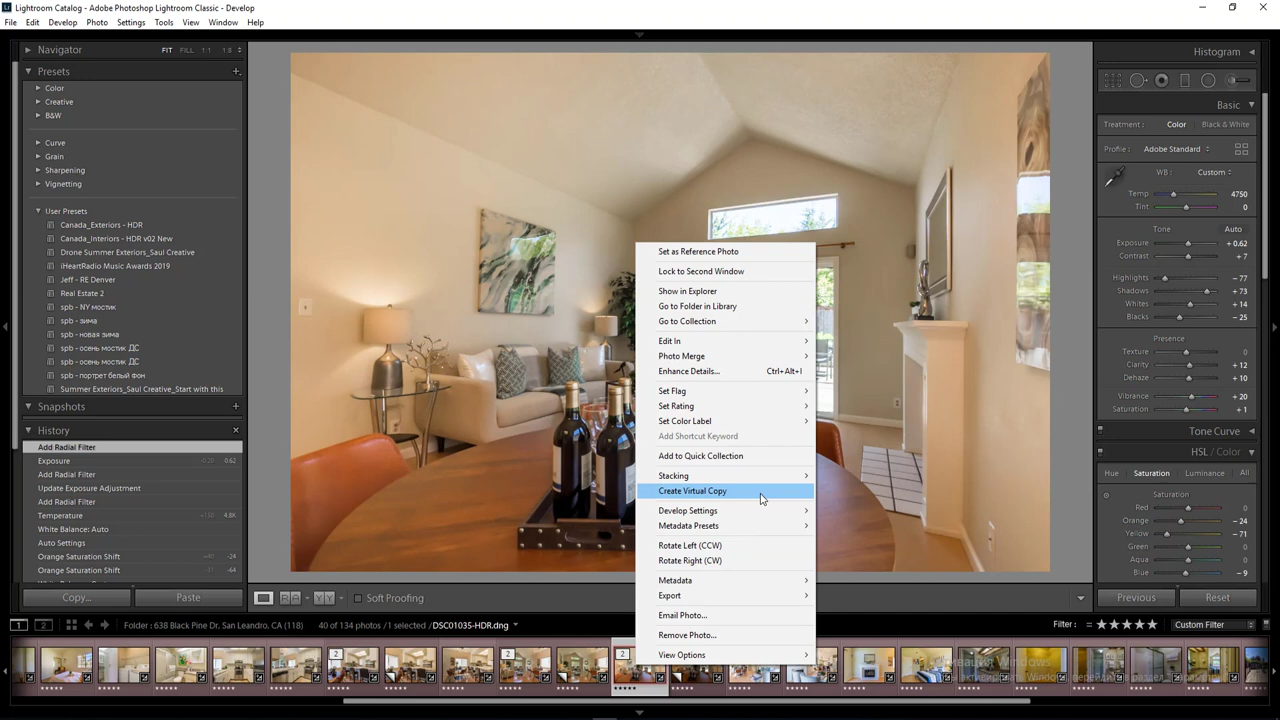 Lightroom Catalog - Adobe Photoshop Lightroom Classic - Develop
File Edit Develop Photo Settings Tools View Window Help
Navigator FIT FILL 1:1 1:8
Presets
Color
Creative
B&W
Curve
Grain
Sharpening
Vignetting
User Presets
Canada_Exteriors - HDR
Canada_Interiors - HDR v02 New
Drone Summer Exteriors_Saul Creative
iHeartRadio Music Awards 2019
Jeff - RE Denver
Real Estate 2
spb - NY мостик
spb - зима
spb - новая зима
spb - осень мостик ДС
spb - осень мостик ДС
spb - портрет белый фон
Summer Exteriors_Saul Creative_Start with this
Snapshots
History
Add Radial Filter
Exposure -0.20 0.62
Add Radial Filter
Update Exposure Adjustment
Add Radial Filter
Temperature +150 4.8K
White Balance: Auto
Auto Settings
Orange Saturation Shift +40 -24
Orange Saturation Shift -11 -64
Copy... Paste
Set as Reference Photo
Lock to Second Window
Show in Explorer
Go to Folder in Library
Go to Collection
Edit In
Photo Merge
Enhance Details... Ctrl+Alt+I
Set Flag
Set Rating
Set Color Label
Add Shortcut Keyword
Add to Quick Collection
Stacking
Create Virtual Copy
Develop Settings
Metadata Presets
Rotate Left (CCW)
Rotate Right (CW)
Metadata
Export
Email Photo...
Remove Photo...
View Options
Histogram
Basic
Treatment : Color Black & White
Profile : Adobe Standard
WB : Custom
Temp 4750
Tint 0
Tone Auto
Exposure + 0.62
Contrast + 7
Highlights - 77
Shadows + 73
Whites + 14
Blacks - 25
Presence
Texture 0
Clarity + 12
Dehaze + 10
Vibrance + 20
Saturation + 1
Tone Curve
HSL / Color
Hue Saturation Luminance All
Saturation
Red 0
Orange - 24
Yellow - 71
Green 0
Aqua 0
Blue - 9
Previous Reset
Soft Proofing
1 2 Folder : 638 Black Pine Dr, San Leandro, CA (118) 40 of 134 photos / 1 selected / DSC01035-HDR.dng
Filter : Custom Filter
2 2 2
Активация Windows